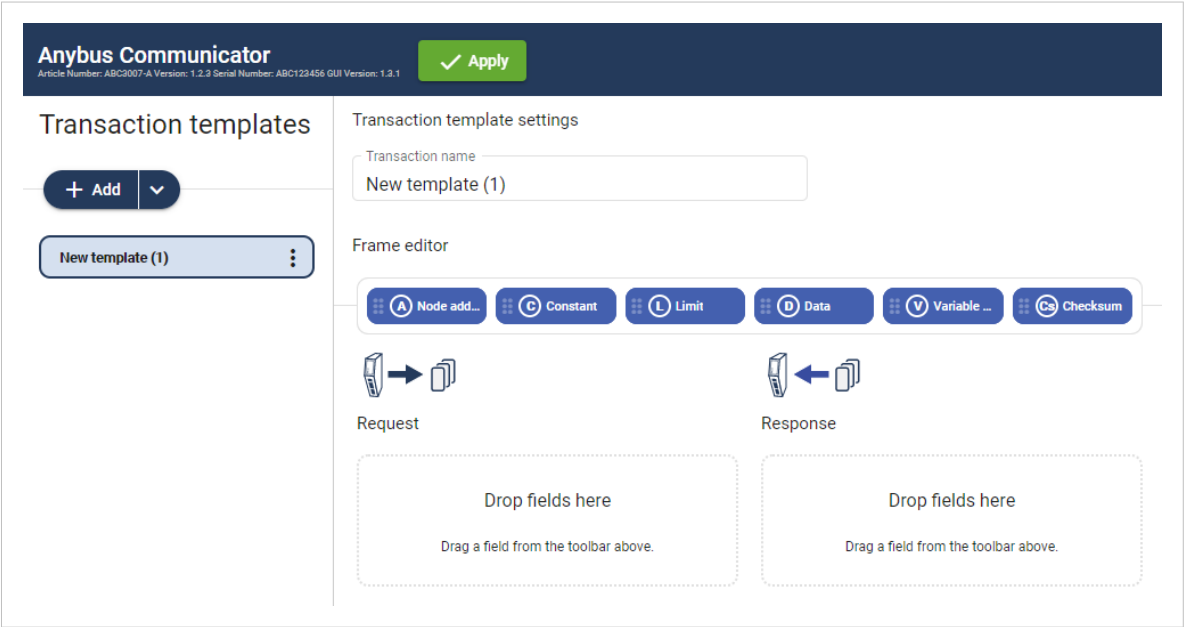 Anybus Communicator
Article Number: ABC3007-A Version: 1.2.3 Serial Number: ABC123456 GUI Version: 1.3.1
Apply
Transaction templates
Add
New template (1)
Transaction template settings
Transaction name
New template (1)
Frame editor
A Node add... C Constant L Limit D Data V Variable ... Cs Checksum
Request
Response
Drop fields here
Drag a field from the toolbar above.
Drop fields here
Drag a field from the toolbar above.